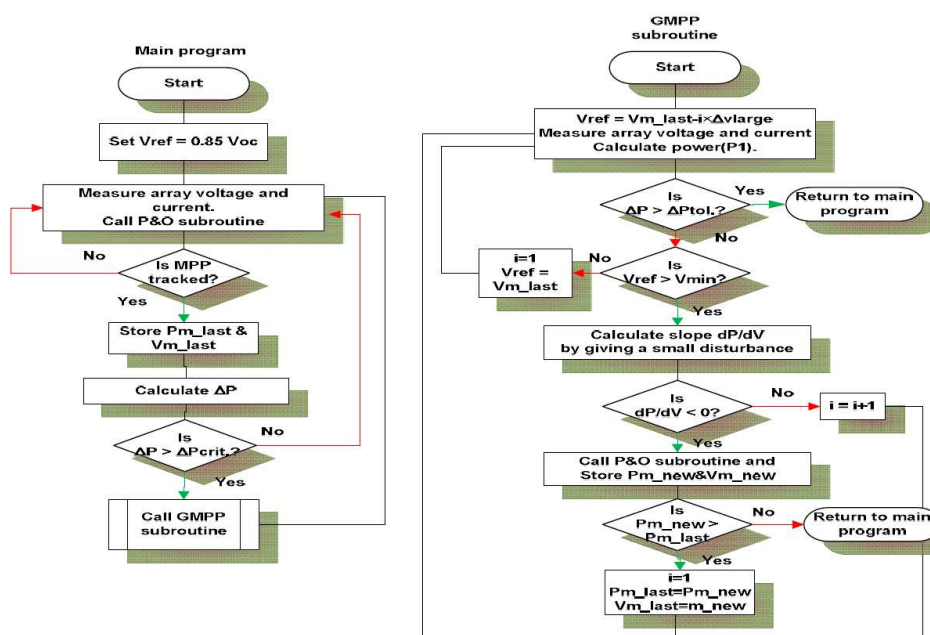 Main program
Start
Set Vref = 0.85 Voc
Measure array voltage and
current.
Call P&O subroutine
No
Is MPP
tracked?
Yes
Store Pm_last &
Vm_last
Calculate ΔP
Is
ΔP > ΔPcrit,?
No
Yes
Call GMPP
subroutine
GMPP
subroutine
Start
Vref = Vm_last-i×Δvlarge
Measure array voltage and current
Calculate power(P1).
Is
ΔP > ΔPtol.?
Yes
Return to main
program
No
Is
Vref > Vmin?
No
i=1
Vref =
Vm_last
Yes
Calculate slope dP/dV
by giving a small disturbance
Is
dP/dV < 0?
No
i = i+1
Yes
Call P&O subroutine and
Store Pm_new&Vm_new
Is
Pm_new >
Pm_last
No
Return to main
program
Yes
i=1
Pm_last=Pm_new
Vm_last=m_new